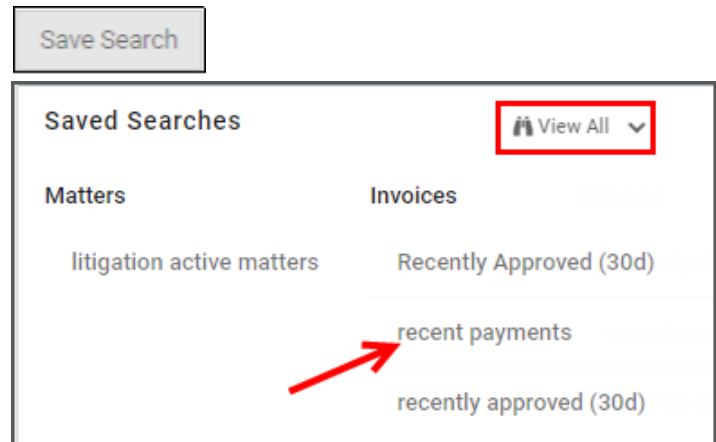 Save Search
Saved Searches
View All
Matters
Invoices
litigation active matters
Recently Approved (30d)
recent payments
recently approved (30d)